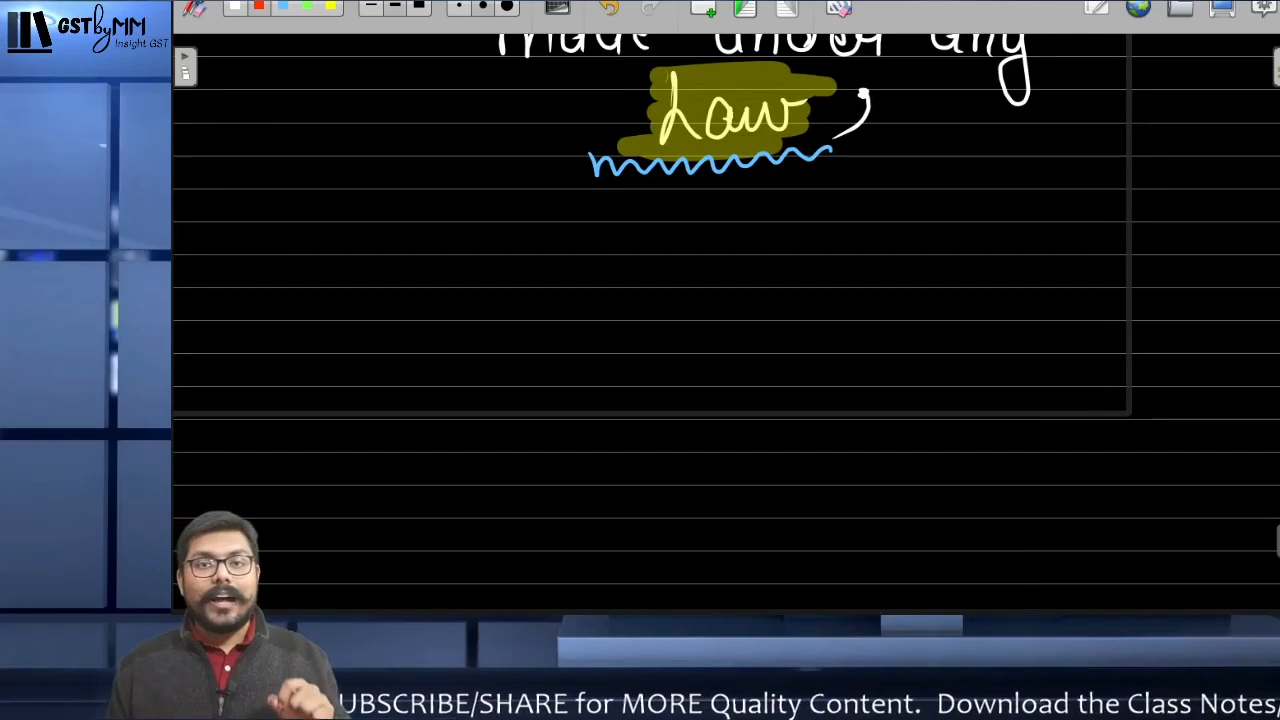 GSTbyMM
Insight GST
made under any
Law,
UBSCRIBE/SHARE for MORE Quality Content.  Download the Class Notes/